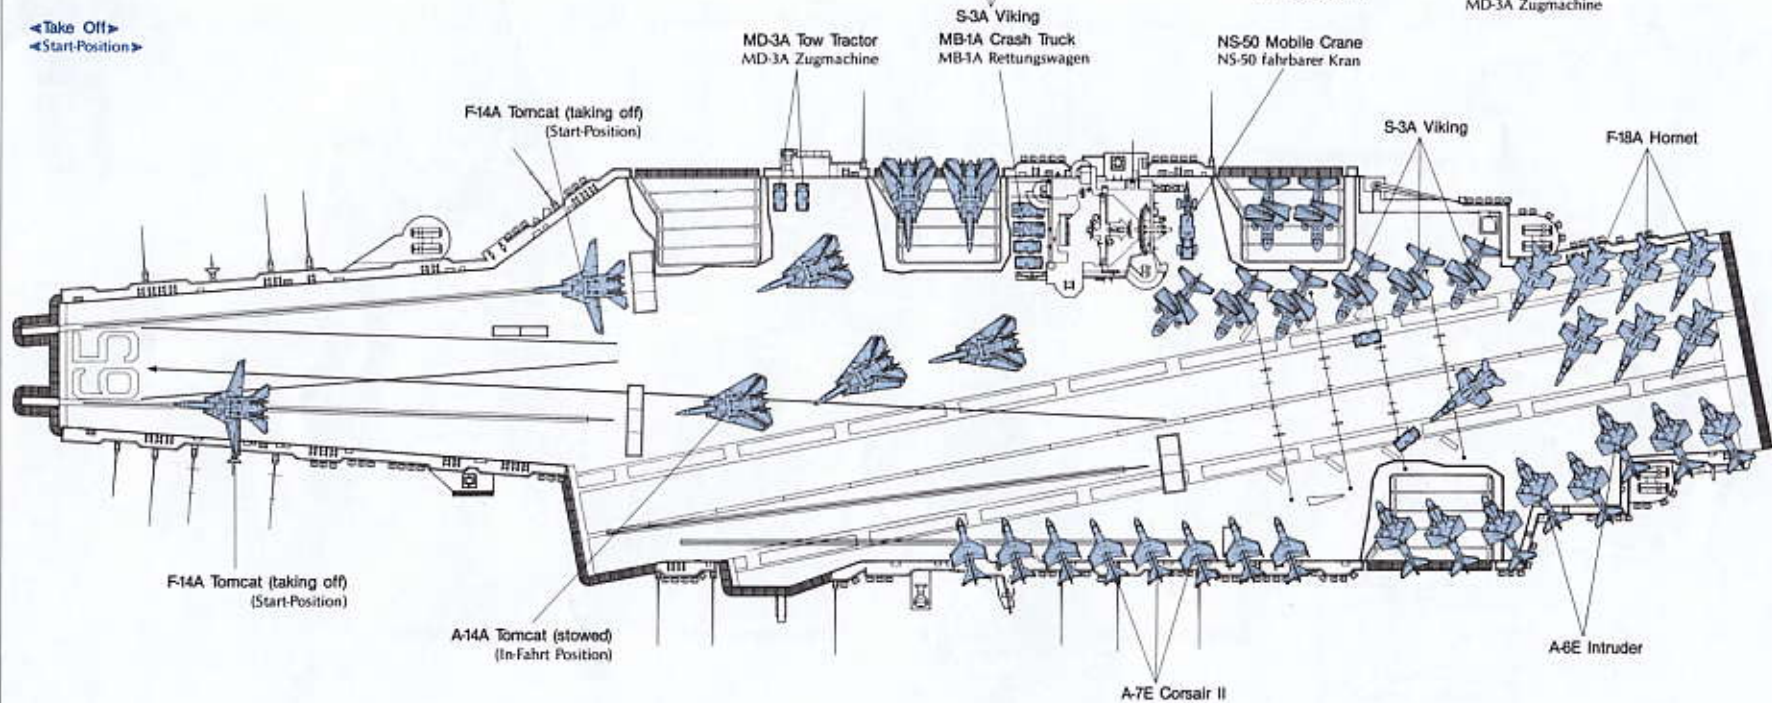 <Take Off>
<Start-Position>
S-3A Viking
MD-3A Zugmachine
MD-3A Tow Tractor
MD-3A Zugmachine
MB-1A Crash Truck
MB-1A Rettungswagen
NS-50 Mobile Crane
NS-50 fahrbarer Kran
F-14A Tomcat (taking off)
(Start-Position)
S-3A Viking
F-18A Hornet
59
F-14A Tomcat (taking off)
(Start-Position)
A-14A Tomcat (stowed)
(In-Fahrt Position)
A-7E Corsair II
A-6E Intruder